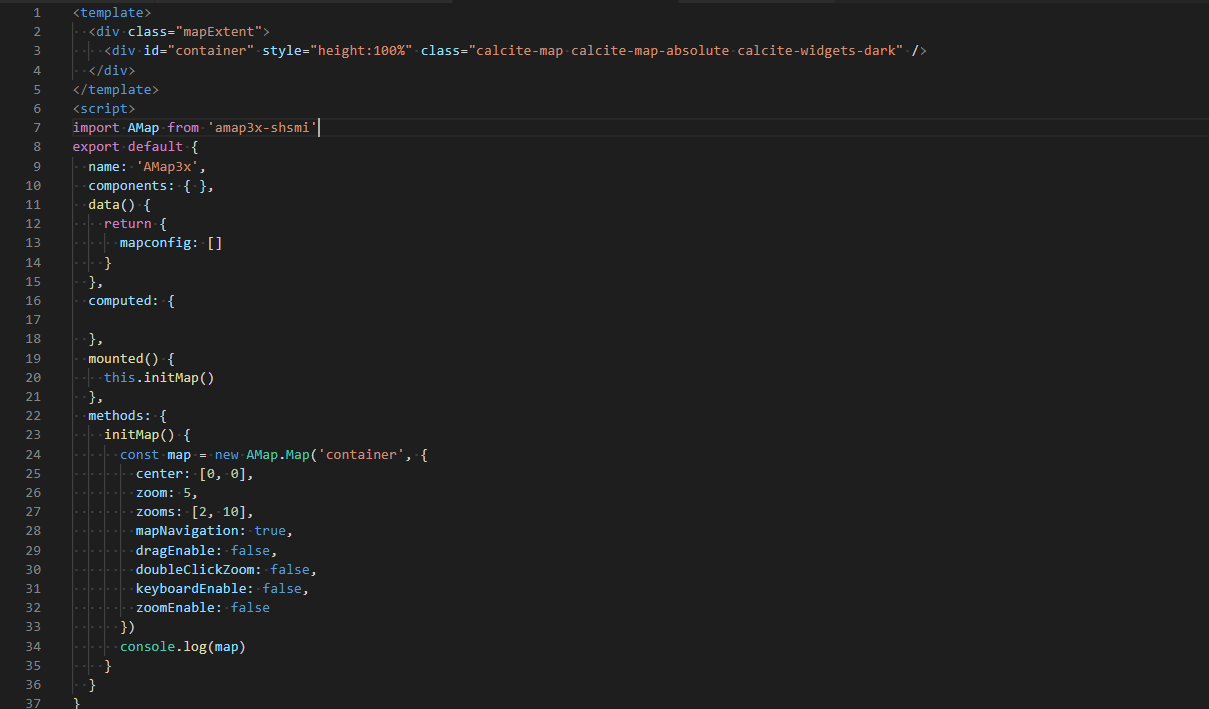 1 <template>
2   <div class="mapExtent">
3     <div id="container" style="height:100%" class="calcite-map calcite-map-absolute calcite-widgets-dark" />
4   </div>
5 </template>
6 <script>
7 import AMap from 'amap3x-shsmi'
8 export default {
9   name: 'AMap3x',
10   components: { },
11   data() {
12     return {
13       mapconfig: []
14     }
15   },
16   computed: {
17
18   },
19   mounted() {
20     this.initMap()
21   },
22   methods: {
23     initMap() {
24       const map = new AMap.Map('container', {
25         center: [0, 0],
26         zoom: 5,
27         zooms: [2, 10],
28         mapNavigation: true,
29         dragEnable: false,
30         doubleClickZoom: false,
31         keyboardEnable: false,
32         zoomEnable: false
33       })
34       console.log(map)
35     }
36   }
37 }